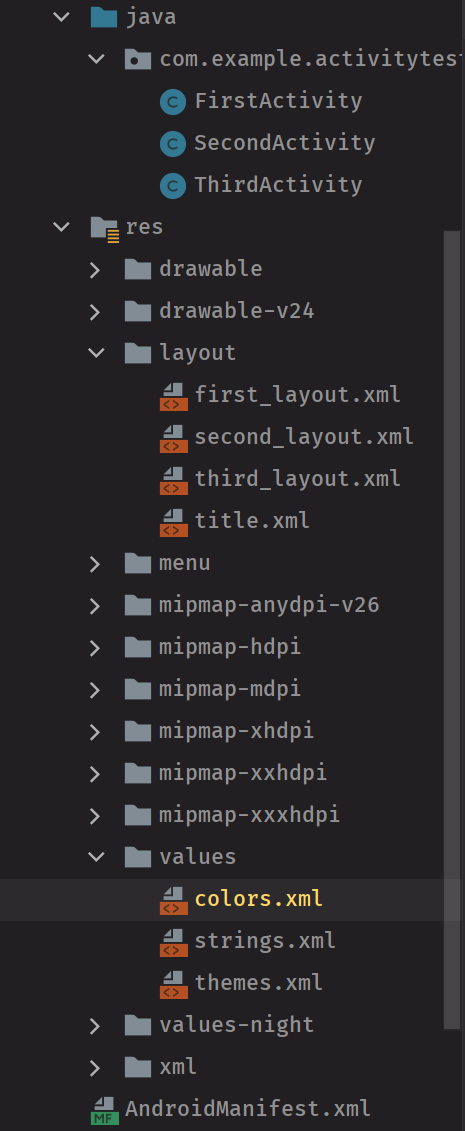 java
com.example.activitytes
FirstActivity
SecondActivity
ThirdActivity
res
drawable
drawable-v24
layout
first_layout.xml
second_layout.xml
third_layout.xml
title.xml
menu
mipmap-anydpi-v26
mipmap-hdpi
mipmap-mdpi
mipmap-xhdpi
mipmap-xxhdpi
mipmap-xxxhdpi
values
colors.xml
strings.xml
themes.xml
values-night
xml
AndroidManifest.xml